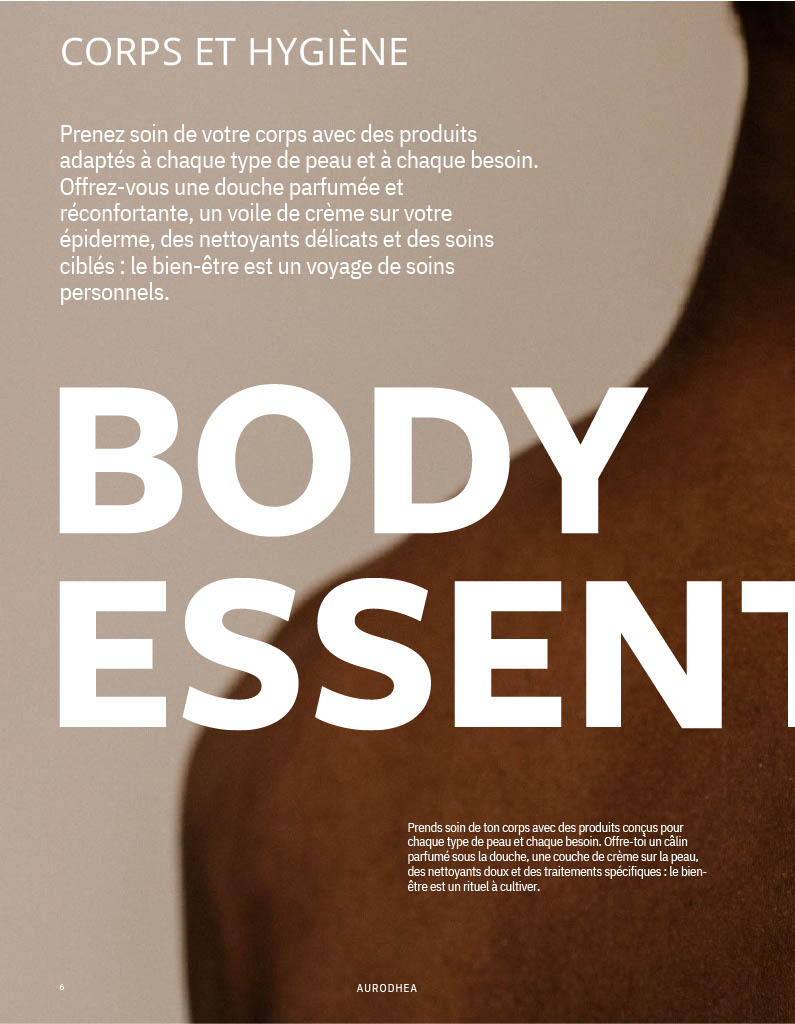 CORPS ET HYGIÈNE
Prenez soin de votre corps avec des produits
adaptés à chaque type de peau et à chaque besoin.
Offrez-vous une douche parfumée et
réconfortante, un voile de crème sur votre
épiderme, des nettoyants délicats et des soins
ciblés : le bien-être est un voyage de soins
personnels.
BODY
ESSENT
Prends soin de ton corps avec des produits conçus pour
chaque type de peau et chaque besoin. Offre-toi un câlin
parfumé sous la douche, une couche de crème sur la peau,
des nettoyants doux et des traitements spécifiques : le bien-
être est un rituel à cultiver.
6
AURODHEA